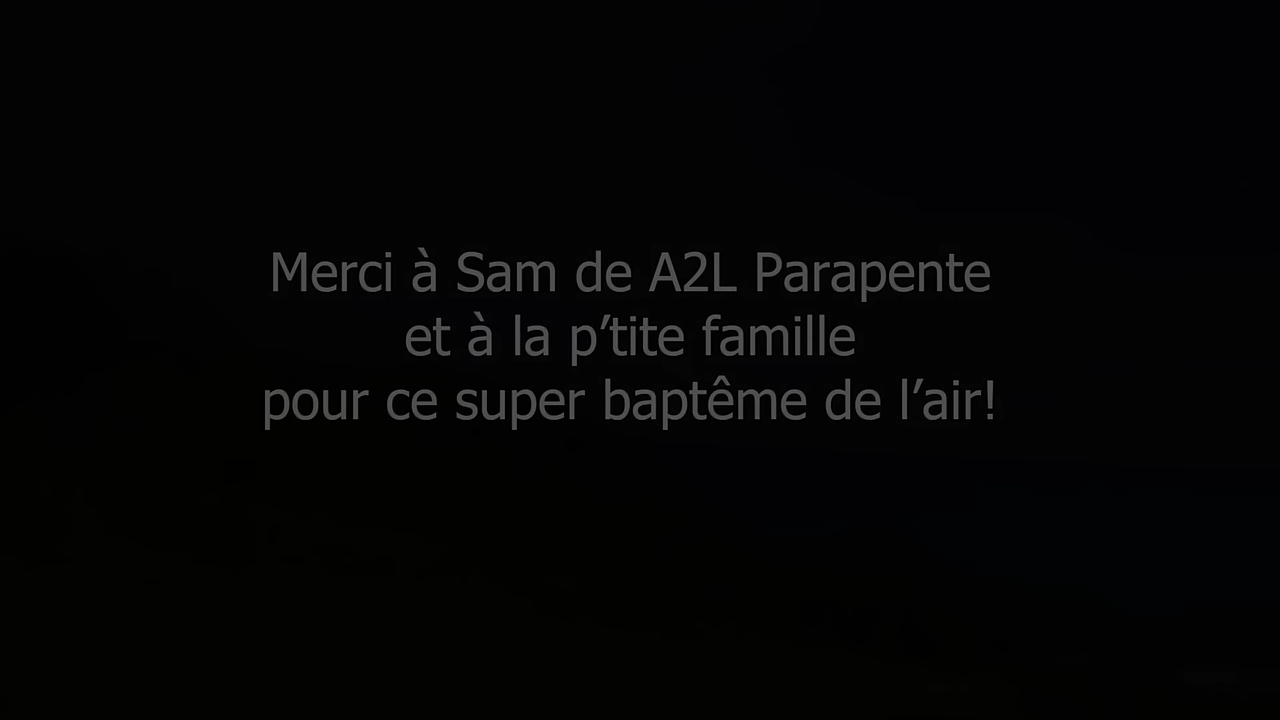 Merci à Sam de A2L Parapente
et à la p’tite famille
pour ce super baptême de l’air!